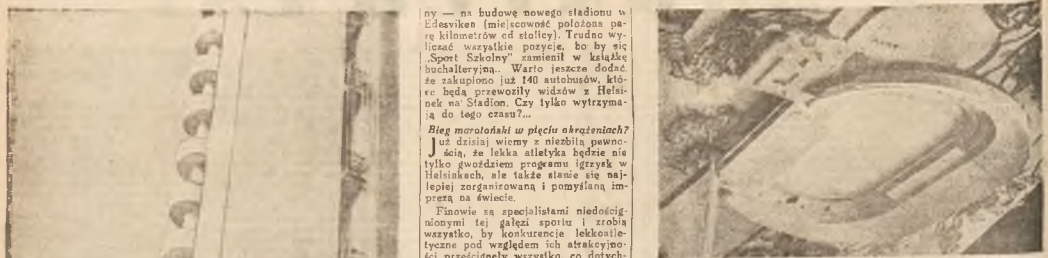 ny — na budowę nowego stadionu w
Edesviken (miejscowość położona pa-
rę kilometrów od stolicy). Trudno wy-
liczać wszystkie pozycje, bo by się
„Sport Szkolny" zamienił w książkę
buchalteryjną.. Warto jeszcze dodać,
że zakupiono już 140 autobusów, któ-
re będą przewoziły widzów z Helsi-
nek na Stadion. Czy tylko wytrzyma-
ją do tego czasu?...
Bieg maratoński w pięciu okrążeniach?
Już dzisiaj wiemy z niezbitą pewno-
ścią, że lekka atletyka będzie nie
tylko gwoździem programu igrzysk w
Helsinkach, ale także stanie się naj-
lepiej zorganizowaną i pomyślaną im-
prezą na świecie.
Finowie są specjalistami niedoścìg-
nionymi tej gałęzi sportu i zrobią
wszystko, by konkurencje lekkoatle-
tyczne pod względem ich atrakcyjno-
ści prześcignęły wszystko, co dotych-